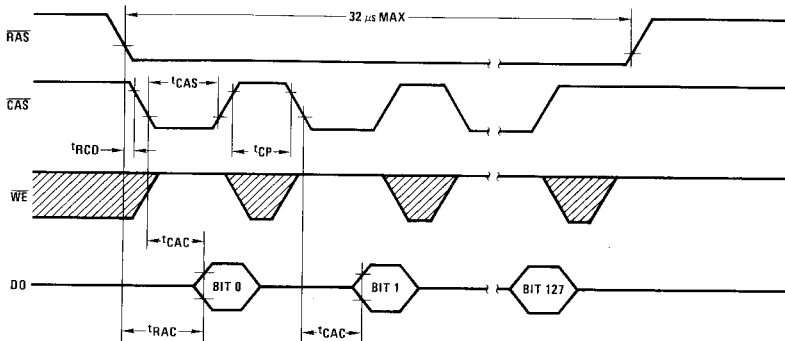 32 μs MAX
RAS
tCAS
CAS
tRCD
tCP
WE
tCAC
DO
BIT 0
BIT 1
BIT 127
tRAC
tCAC